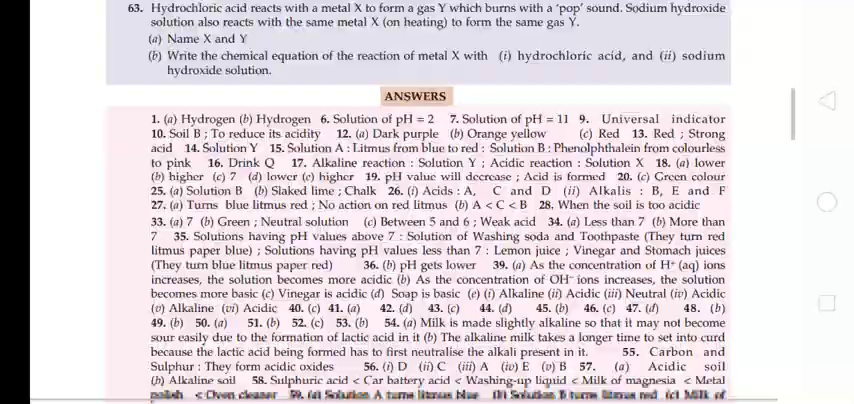 63. Hydrochloric acid reacts with a metal X to form a gas Y which burns with a ‘pop’ sound. Sodium hydroxide
solution also reacts with the same metal X (on heating) to form the same gas Y.
(a) Name X and Y
(b) Write the chemical equation of the reaction of metal X with (i) hydrochloric acid, and (ii) sodium
hydroxide solution.
ANSWERS
1. (a) Hydrogen (b) Hydrogen 6. Solution of pH = 2 7. Solution of pH = 11 9. Universal indicator
10. Soil B ; To reduce its acidity 12. (a) Dark purple (b) Orange yellow (c) Red 13. Red ; Strong
acid 14. Solution Y 15. Solution A : Litmus from blue to red : Solution B : Phenolphthalein from colourless
to pink 16. Drink Q 17. Alkaline reaction : Solution Y ; Acidic reaction : Solution X 18. (a) lower
(b) higher (c) 7 (d) lower (e) higher 19. pH value will decrease ; Acid is formed 20. (c) Green colour
25. (a) Solution B (b) Slaked lime ; Chalk 26. (i) Acids : A, C and D (ii) Alkalis : B, E and F
27. (a) Turns blue litmus red ; No action on red litmus (b) A < C < B 28. When the soil is too acidic
33. (a) 7 (b) Green ; Neutral solution (c) Between 5 and 6 ; Weak acid 34. (a) Less than 7 (b) More than
7 35. Solutions having pH values above 7 : Solution of Washing soda and Toothpaste (They turn red
litmus paper blue) ; Solutions having pH values less than 7 : Lemon juice ; Vinegar and Stomach juices
(They turn blue litmus paper red) 36. (b) pH gets lower 39. (a) As the concentration of H⁺ (aq) ions
increases, the solution becomes more acidic (b) As the concentration of OH⁻ ions increases, the solution
becomes more basic (c) Vinegar is acidic (d) Soap is basic (e) (i) Alkaline (ii) Acidic (iii) Neutral (iv) Acidic
(v) Alkaline (vi) Acidic 40. (c) 41. (a) 42. (d) 43. (c) 44. (d) 45. (b) 46. (c) 47. (d) 48. (b)
49. (b) 50. (a) 51. (b) 52. (c) 53. (b) 54. (a) Milk is made slightly alkaline so that it may not become
sour easily due to the formation of lactic acid in it (b) The alkaline milk takes a longer time to set into curd
because the lactic acid being formed has to first neutralise the alkali present in it. 55. Carbon and
Sulphur : They form acidic oxides 56. (i) D (ii) C (iii) A (iv) E (v) B 57. (a) Acidic soil
(b) Alkaline soil 58. Sulphuric acid < Car battery acid < Washing-up liquid < Milk of magnesia < Metal
polish < Oven cleaner 59. (a) Solution A turns litmus blue (b) Solution B turns litmus red (c) Milk of